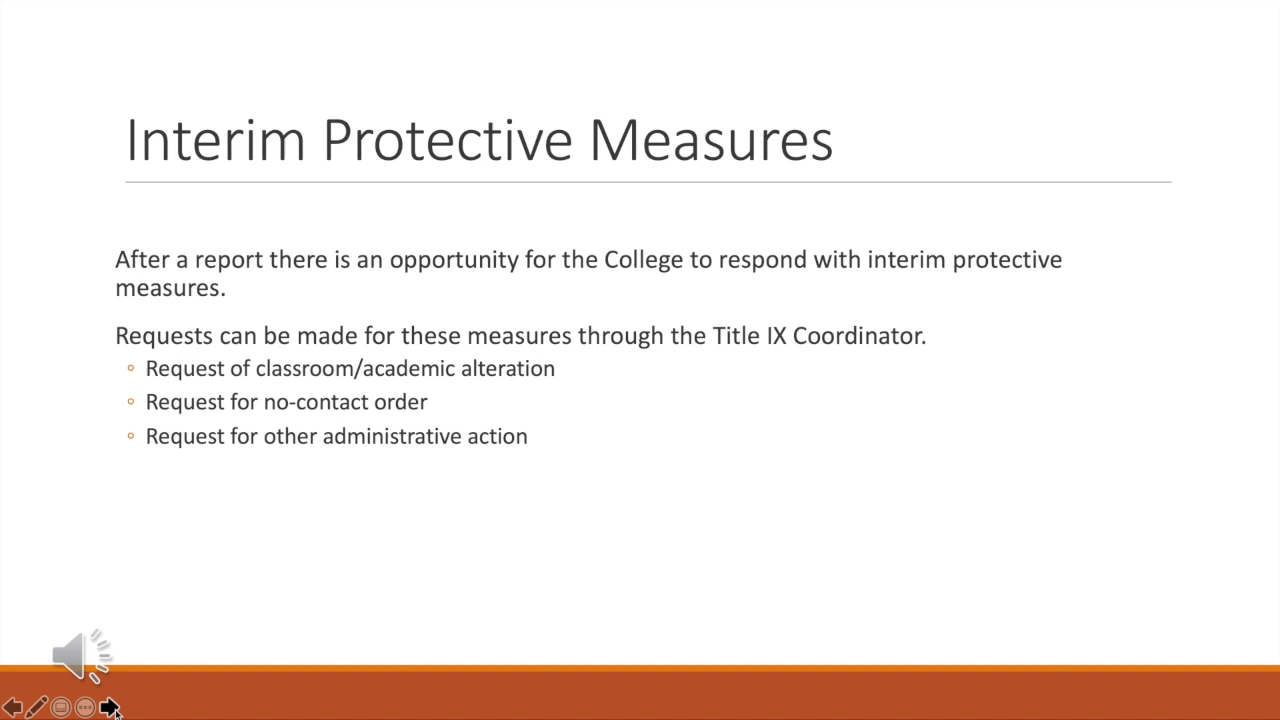 Interim Protective Measures
After a report there is an opportunity for the College to respond with interim protective
measures.
Requests can be made for these measures through the Title IX Coordinator.
◦ Request of classroom/academic alteration
◦ Request for no-contact order
◦ Request for other administrative action